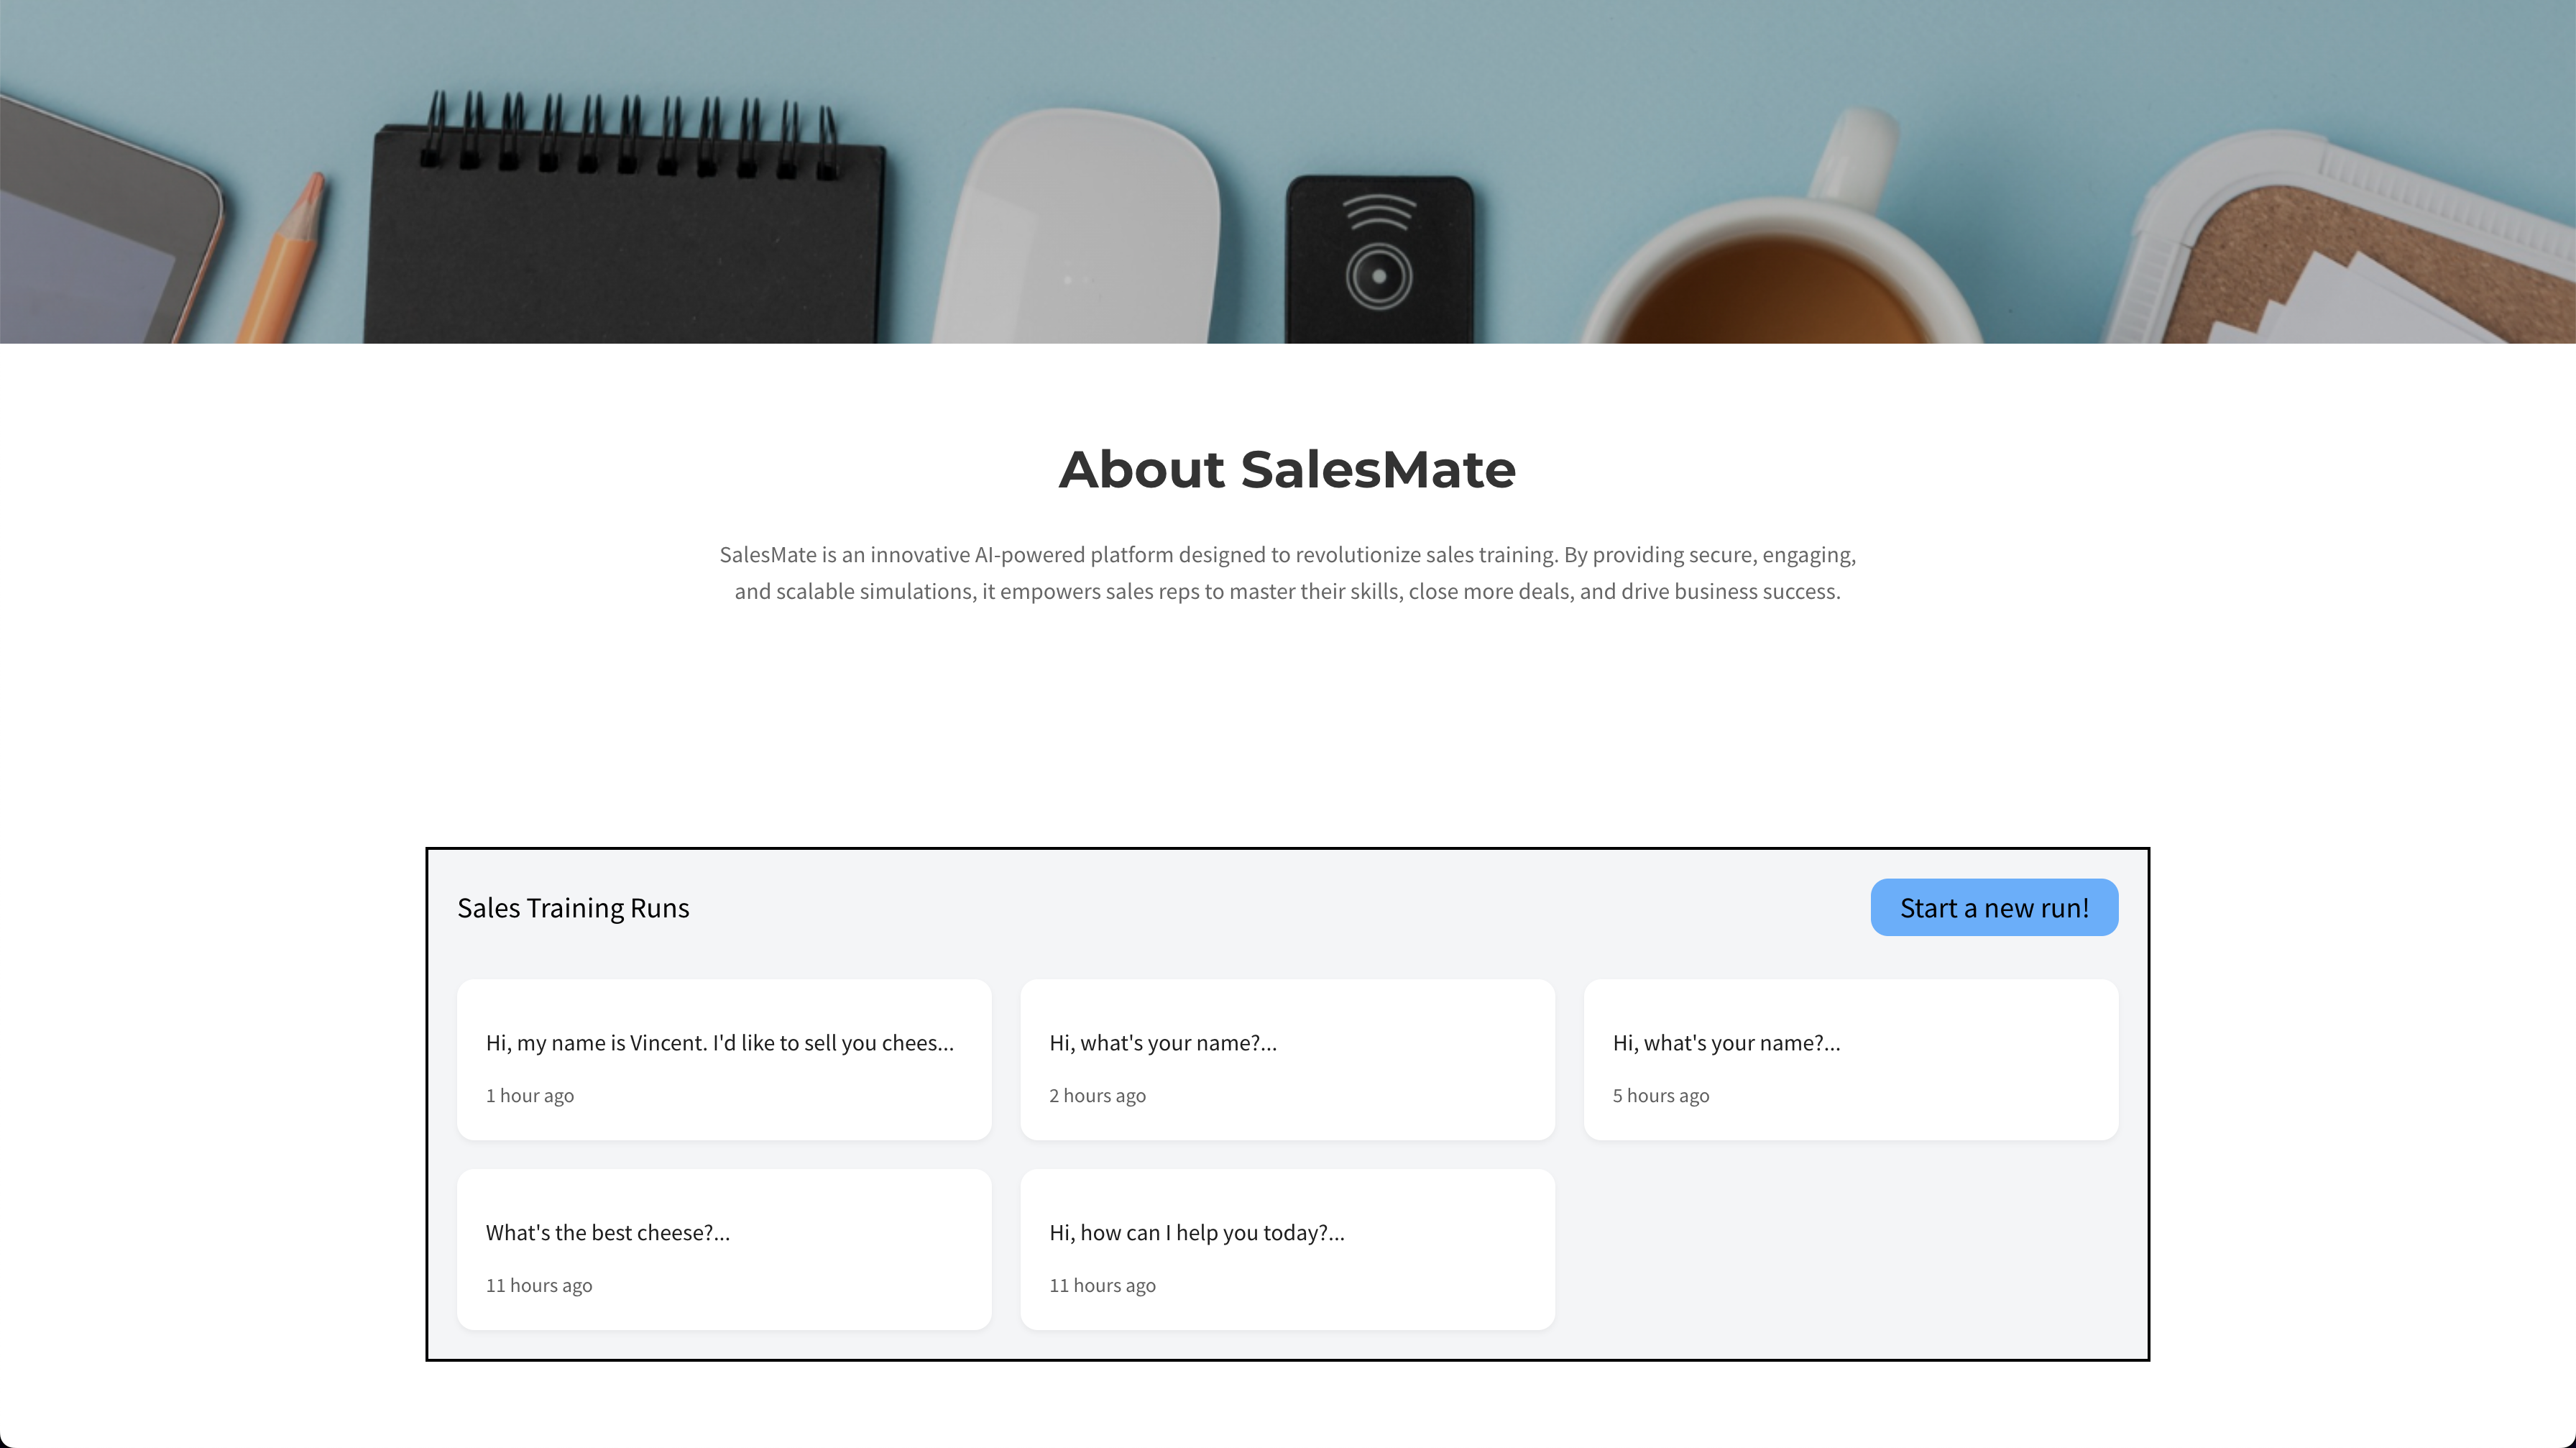 About SalesMate
SalesMate is an innovative AI-powered platform designed to revolutionize sales training. By providing secure, engaging,
and scalable simulations, it empowers sales reps to master their skills, close more deals, and drive business success.
Sales Training Runs
Start a new run!
Hi, my name is Vincent. I'd like to sell you chees...
1 hour ago
Hi, what's your name?...
2 hours ago
Hi, what's your name?...
5 hours ago
What's the best cheese?...
11 hours ago
Hi, how can I help you today?...
11 hours ago